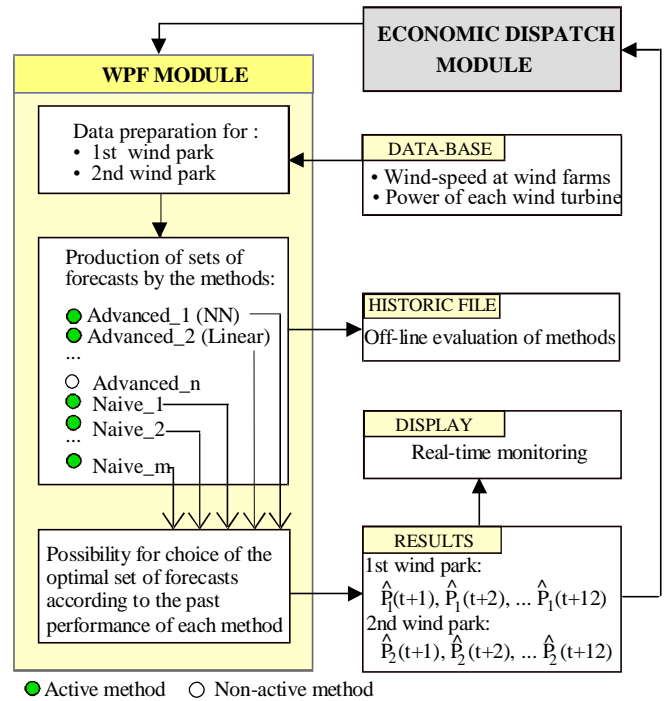 ECONOMIC DISPATCH
MODULE
WPF MODULE
Data preparation for :
• 1st wind park
• 2nd wind park
DATA-BASE
• Wind-speed at wind farms
• Power of each wind turbine
Production of sets of
forecasts by the methods:
Advanced_1 (NN)
Advanced_2 (Linear)
...
Advanced_n
Naive_1
Naive_2
...
Naive_m
HISTORIC FILE
Off-line evaluation of methods
DISPLAY
Real-time monitoring
Possibility for choice of the
optimal set of forecasts
according to the past
performance of each method
RESULTS
1st wind park:
P̂₁(t+1), P̂₁(t+2), ... P̂₁(t+12)
2nd wind park:
P̂₂(t+1), P̂₂(t+2), ... P̂₂(t+12)
Active method Non-active method